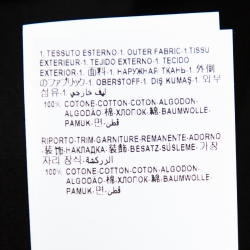 1. TESSUTO ESTERNO-1. OUTER FABRIC-1.TISSU
EXTERIEUR-1. TEJIDO EXTERNO-1. TECIDO
EXTERIOR-1. 面料-1. НАРУЖНАЯ ТКАНЬ-1. 外側
のファブリック-1. OBERSTOFF-1. DIŞ KUMAŞ-1. 외부
섬유-1. ليف خارجي
100% COTONE-COTTON-COTON-ALGODON-
ALGODÃO-棉-ХЛОПОК-綿-BAUMWOLLE-
PAMUK-면-قطن
RIPORTO-TRIM-GARNITURE-REMANENTE-ADORNO
-装饰-НАКЛАДКА-装飾-BESATZ-SÜSLEME-가장
자리 장식-الزركشة
100% COTONE-COTTON-COTON-ALGODON-
ALGODÃO-棉-ХЛОПОК-綿-BAUMWOLLE-
PAMUK-면-قطن